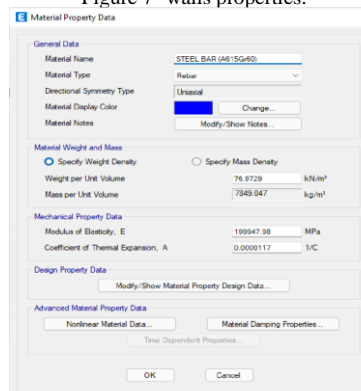 Figure 7 walls properties.
E Material Property Data
General Data
Material Name STEEL BAR (A615Gr60)
Material Type Rebar
Directional Symmetry Type Uniaxial
Material Display Color Change...
Material Notes Modify/Show Notes...
Material Weight and Mass
Specify Weight Density Specify Mass Density
Weight per Unit Volume 76.9729 kN/m³
Mass per Unit Volume 7849.047 kg/m³
Mechanical Property Data
Modulus of Elasticity, E 199947.98 MPa
Coefficient of Thermal Expansion, A 0.0000117 1/C
Design Property Data
Modify/Show Material Property Design Data...
Advanced Material Property Data
Nonlinear Material Data... Material Damping Properties...
Time Dependent Properties...
OK Cancel